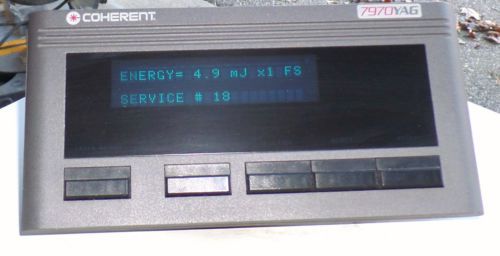 COHERENT
7970YAG
ENERGY= 4.9 mJ x1 FS
SERVICE # 18